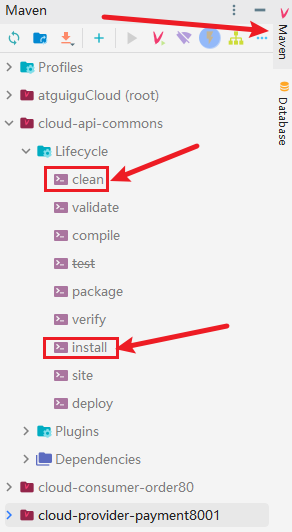 Maven
Profiles
atguiguCloud (root)
cloud-api-commons
Lifecycle
clean
validate
compile
test
package
verify
install
site
deploy
Plugins
Dependencies
cloud-consumer-order80
cloud-provider-payment8001
Maven
Database